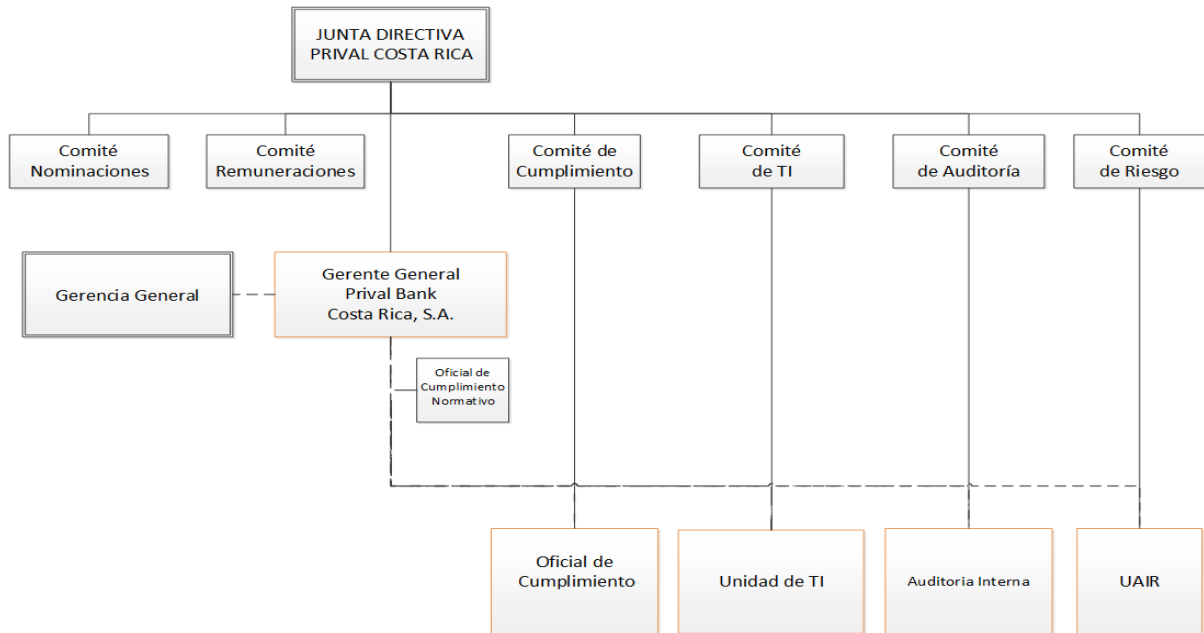 JUNTA DIRECTIVA
PRIVAL COSTA RICA
Comité
Nominaciones
Comité
Remuneraciones
Comité de
Cumplimiento
Comité
de TI
Comité
de Auditoría
Comité
de Riesgo
Gerencia General
Gerente General
Prival Bank
Costa Rica, S.A.
Oficial de
Cumplimiento
Normativo
Oficial de
Cumplimiento
Unidad de TI
Auditoria Interna
UAIR